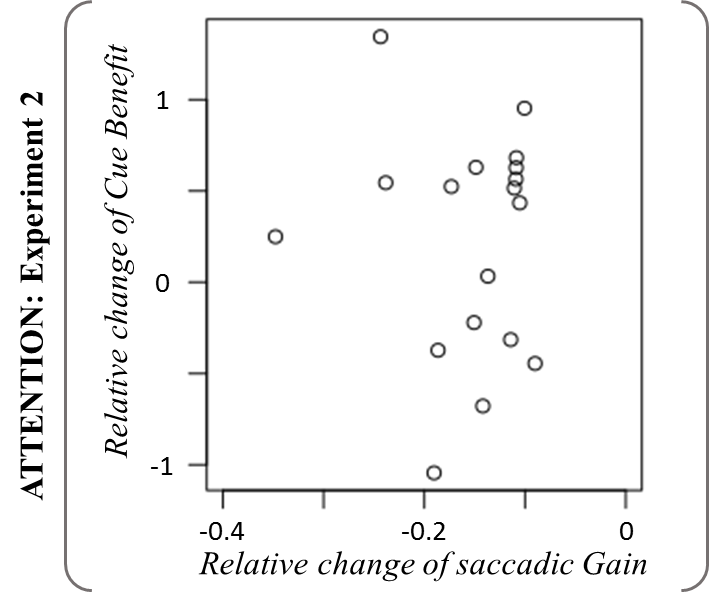 ATTENTION: Experiment 2
Relative change of Cue Benefit
1
0
-1
-0.4
-0.2
0
Relative change of saccadic Gain